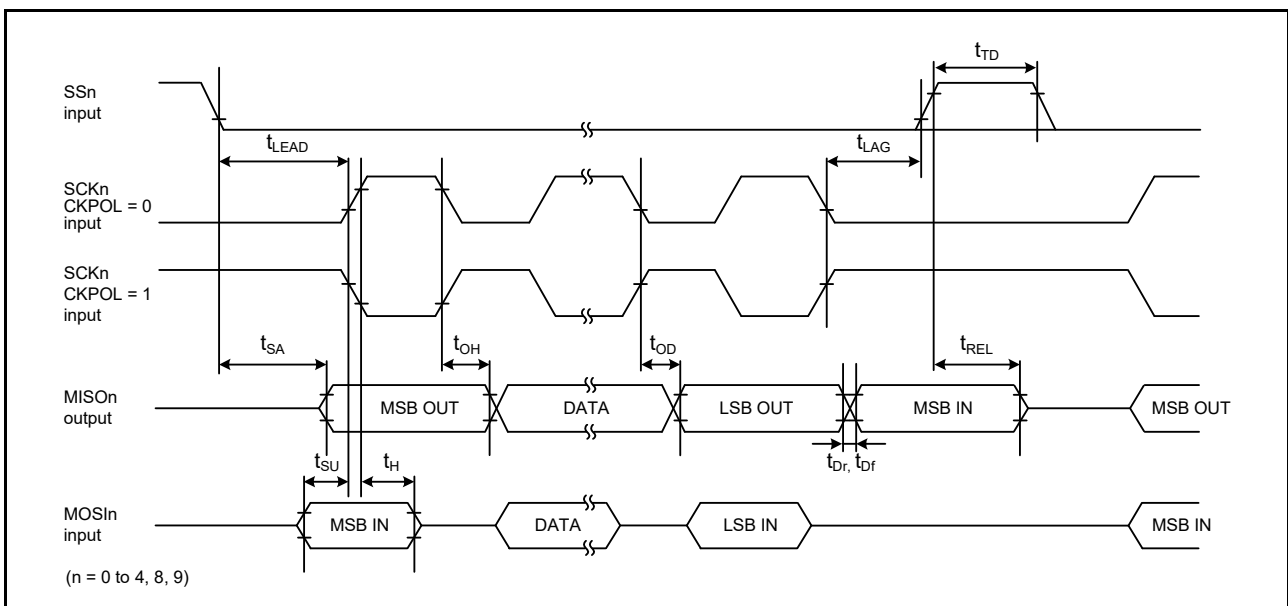 SSn
input
tTD
tLEAD
tLAG
SCKn
CKPOL = 0
input
SCKn
CKPOL = 1
input
tSA
tOH
tOD
tREL
MISOn
output
MSB OUT
DATA
LSB OUT
MSB IN
MSB OUT
tSU
tH
tDr, tDf
MOSIn
input
MSB IN
DATA
LSB IN
MSB IN
(n = 0 to 4, 8, 9)